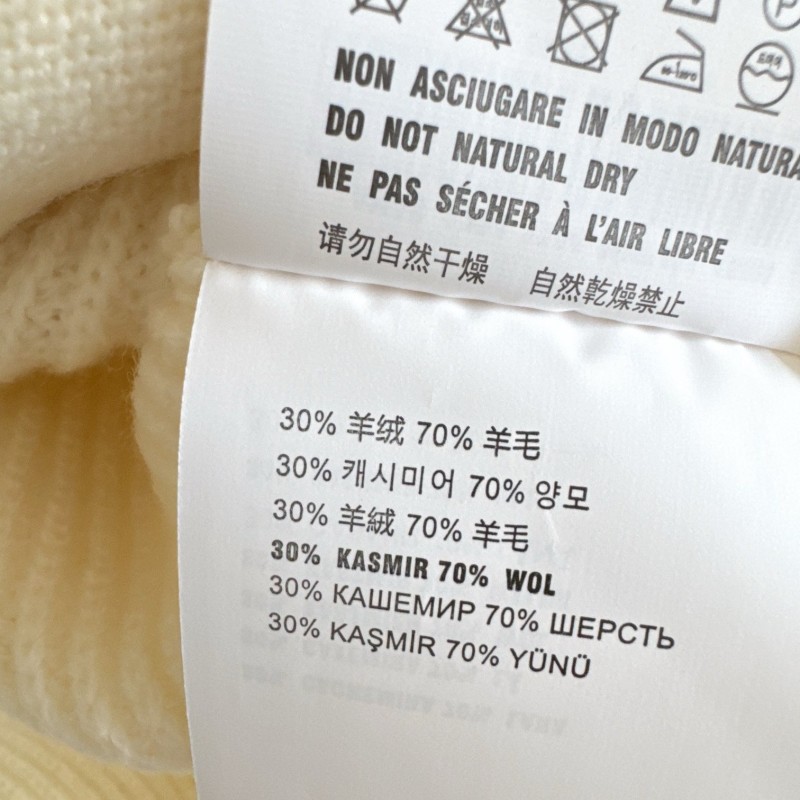 NON ASCIUGARE IN MODO NATURA
DO NOT NATURAL DRY
NE PAS SÉCHER À L'AIR LIBRE
请勿自然干燥 自然乾燥禁止
30% 羊绒 70% 羊毛
30% 캐시미어 70% 양모
30% 羊絨 70% 羊毛
30% KASMIR 70% WOL
30% КАШЕМИР 70% ШЕРСТЬ
30% KAŞMİR 70% YÜNÜ